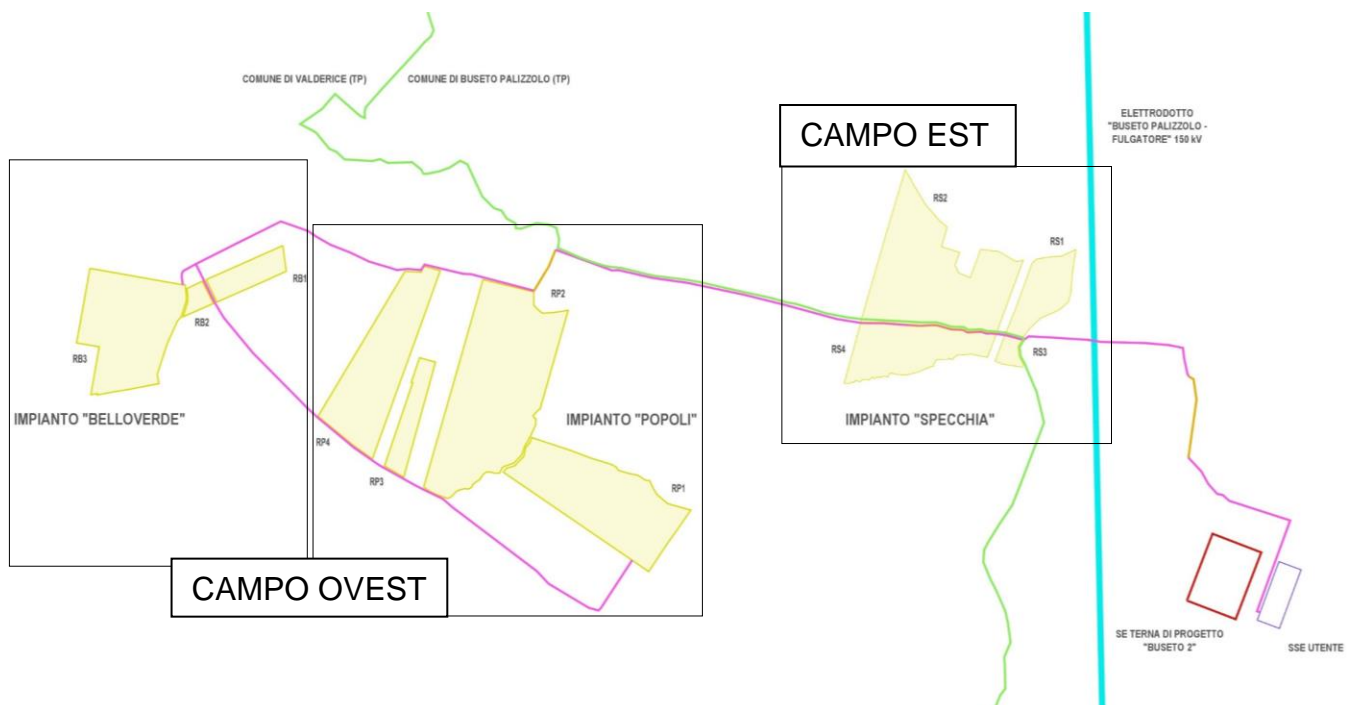 COMUNE DI VALDERICE (TP)
COMUNE DI BUSETO PALIZZOLO (TP)
ELETTRODOTTO
"BUSETO PALIZZOLO -
FULGATORE" 150 kV
CAMPO EST
RS2
RS1
RB1
RP2
RB2
RB3
RS4
RS3
IMPIANTO "BELLOVERDE"
IMPIANTO "POPOLI"
IMPIANTO "SPECCHIA"
RP4
RP3
RP1
CAMPO OVEST
SE TERNA DI PROGETTO
"BUSETO 2"
SSE UTENTE